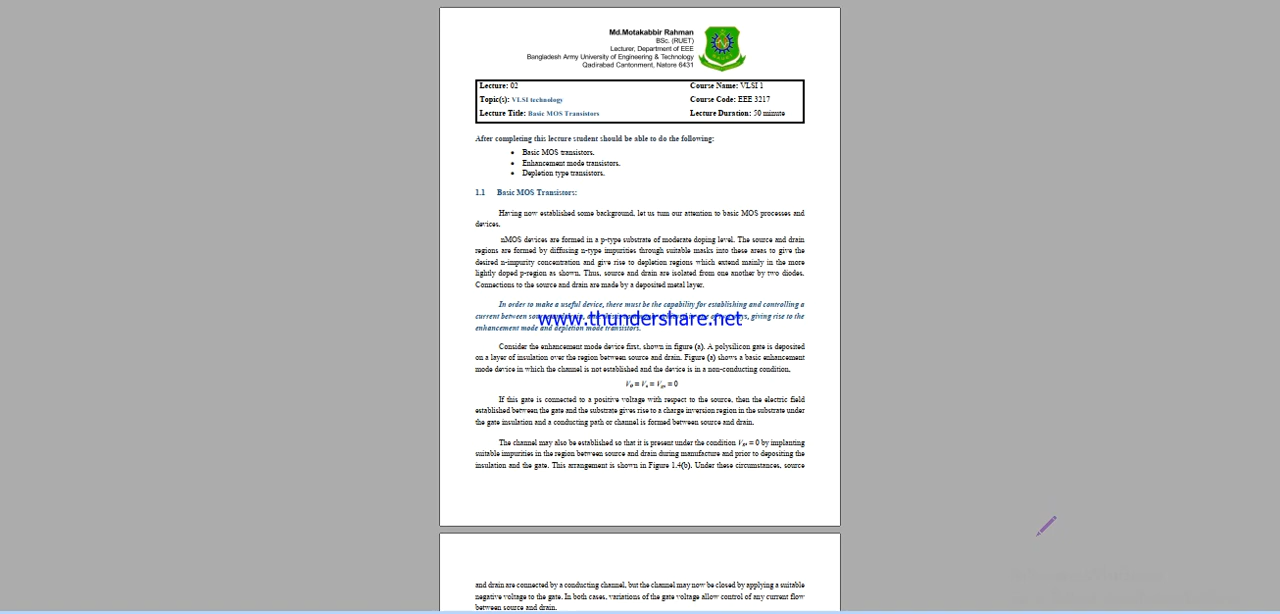 Md.Motakabbir Rahman
BSc. (RUET)
Lecturer, Department of EEE
Bangladesh Army University of Engineering & Technology
Qadirabad Cantonment, Natore 6431
Lecture: 02 Course Name: VLSI 1
Topic(s): VLSI technology Course Code: EEE 3217
Lecture Title: Basic MOS Transistors Lecture Duration: 50 minute
After completing this lecture student should be able to do the following:
• Basic MOS transistors.
• Enhancement mode transistors.
• Depletion type transistors.
1.1 Basic MOS Transistors:
Having now established some background, let us turn our attention to basic MOS processes and
devices.
nMOS devices are formed in a p-type substrate of moderate doping level. The source and drain
regions are formed by diffusing n-type impurities through suitable masks into these areas to give the
desired n-impurity concentration and give rise to depletion regions which extend mainly in the more
lightly doped p-region as shown. Thus, source and drain are isolated from one another by two diodes.
Connections to the source and drain are made by a deposited metal layer.
In order to make a useful device, there must be the capability for establishing and controlling a
current between ways, giving rise to the
www.thundershare.net
enhancement mode and depletion mode transistors.
Consider the enhancement mode device first, shown in figure (a). A polysilicon gate is deposited
on a layer of insulation over the region between source and drain. Figure (a) shows a basic enhancement
mode device in which the channel is not established and the device is in a non-conducting condition,
= 0
If this gate is connected to a positive voltage with respect to the source, then the electric field
established between the gate and the substrate gives rise to a charge inversion region in the substrate under
the gate insulation and a conducting path or channel is formed between source and drain.
The channel may also be established so that it is present under the condition Vgs = 0 by implanting
suitable impurities in the region between source and drain during manufacture and prior to depositing the
insulation and the gate. This arrangement is shown in Figure 1.4(b). Under these circumstances, source
and drain are connected by a conducting channel, but the channel may now be closed by applying a suitable
negative voltage to the gate. In both cases, variations of the gate voltage allow control of any current flow
between source and drain.